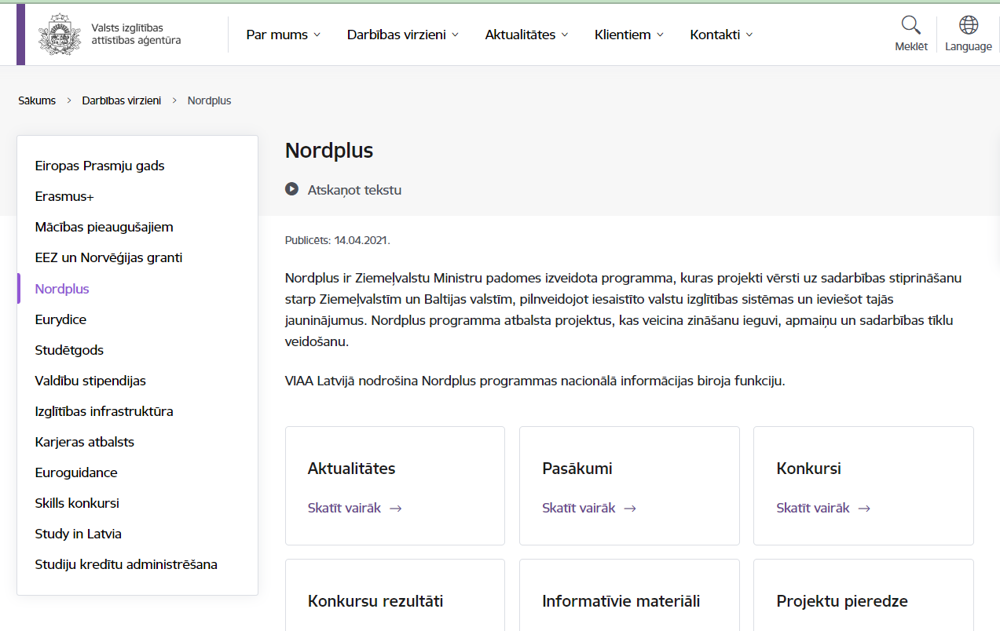 Valsts izglītības
attīstības aģentūra
Par mums
Darbības virzieni
Aktualitātes
Klientiem
Kontakti
Meklēt
Language
Sākums
Darbības virzieni
Nordplus
Eiropas Prasmju gads
Erasmus+
Mācības pieaugušajiem
EEZ un Norvēģijas granti
Nordplus
Eurydice
Studētgods
Valdību stipendijas
Izglītības infrastruktūra
Karjeras atbalsts
Euroguidance
Skills konkursi
Study in Latvia
Studiju kredītu administrēšana
Nordplus
Atskaņot tekstu
Publicēts: 14.04.2021.
Nordplus ir Ziemeļvalstu Ministru padomes izveidota programma, kuras projekti vērsti uz sadarbības stiprināšanu
starp Ziemeļvalstīm un Baltijas valstīm, pilnveidojot iesaistīto valstu izglītības sistēmas un ieviešot tajās
jauninājumus. Nordplus programma atbalsta projektus, kas veicina zināšanu ieguvi, apmaiņu un sadarbības tīklu
veidošanu.
VIAA Latvijā nodrošina Nordplus programmas nacionālā informācijas biroja funkciju.
Aktualitātes
Skatīt vairāk
Pasākumi
Skatīt vairāk
Konkursi
Skatīt vairāk
Konkursu rezultāti
Informatīvie materiāli
Projektu pieredze